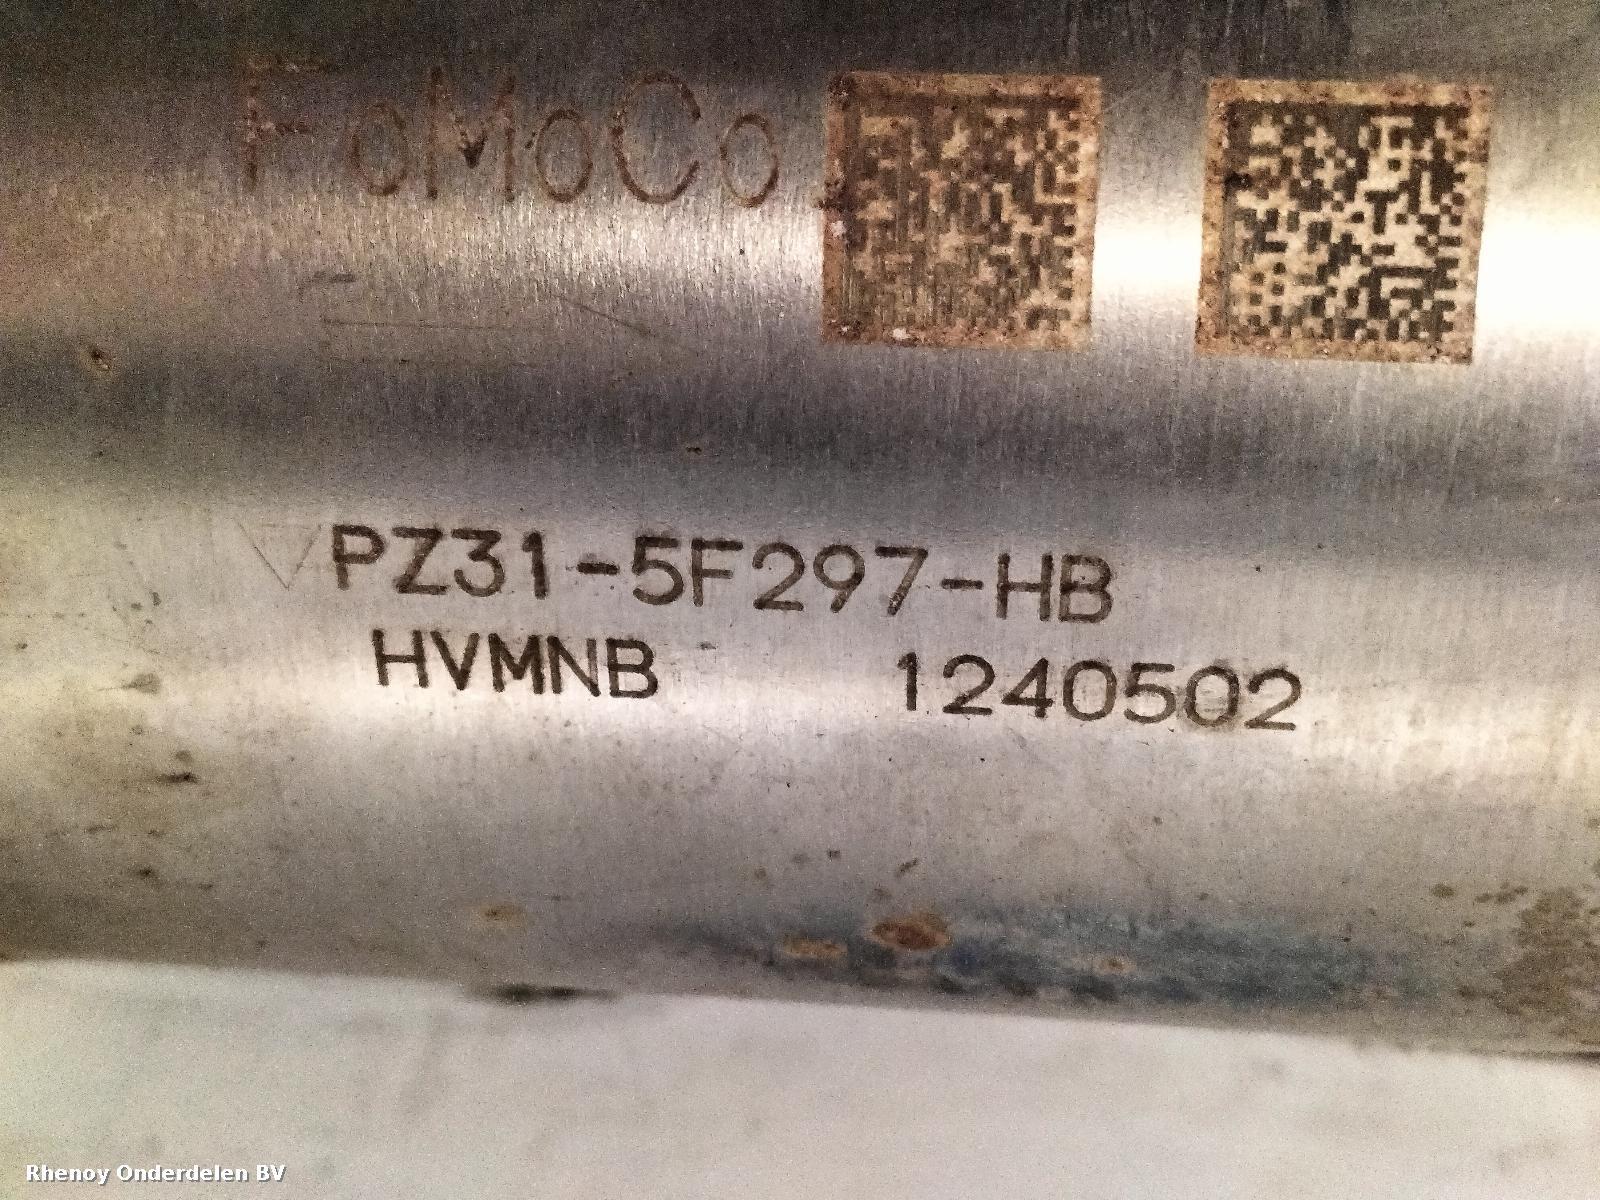 FoMoCo
PZ31-5F297-HB
HVMNB 1240502
Rhenoy Onderdelen BV